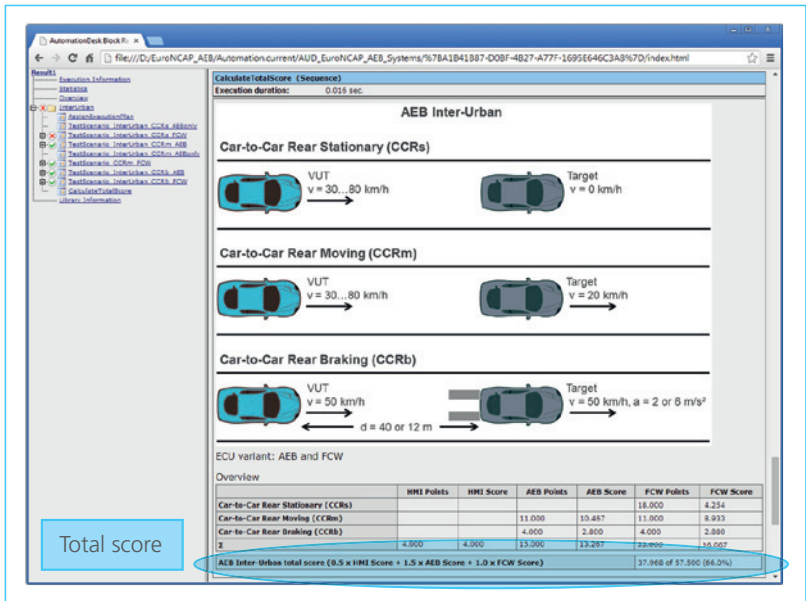 AutomationDesk Block R
file:///D:/EuroNCAP_AEB/Automation.current/AUD_EuroNCAP_AEB_Systems/%7BA1B41B87-D0BF-4B27-A77F-1695E646C3A8%7D/index.html
Result1
Execution Information
Statistics
Overview
InterUrban
AssignExecutionPlan
TestScenario_InterUrban_CCRs_AEBonly
TestScenario_InterUrban_CCRs_FCW
TestScenario_InterUrban_CCRm_AEB
TestScenario_InterUrban_CCRm_AEBonly
TestScenario_CCRm_FCW
TestScenario_InterUrban_CCRb_AEB
TestScenario_InterUrban_CCRb_FCW
CalculateTotalScore
Library Information
CalculateTotalScore (Sequence)
Execution duration: 0.016 sec.
AEB Inter-Urban
Car-to-Car Rear Stationary (CCRs)
VUT Target
v = 30...80 km/h v = 0 km/h
Car-to-Car Rear Moving (CCRm)
VUT Target
v = 30...80 km/h v = 20 km/h
Car-to-Car Rear Braking (CCRb)
VUT Target
v = 50 km/h v = 50 km/h, a = 2 or 6 m/s²
d = 40 or 12 m
ECU variant: AEB and FCW
Overview
HMI Points HMI Score AEB Points AEB Score FCW Points FCW Score
Car-to-Car Rear Stationary (CCRs) 18.000 4.254
Car-to-Car Rear Moving (CCRm) 11.000 10.467 11.000 8.933
Car-to-Car Rear Braking (CCRb) 4.000 2.800 4.000 2.880
Σ 4.000 4.000 15.000 13.267 33.000 16.067
AEB Inter-Urban total score (0.5 x HMI Score + 1.5 x AEB Score + 1.0 x FCW Score) 37.968 of 57.500 (66.0%)
Total score